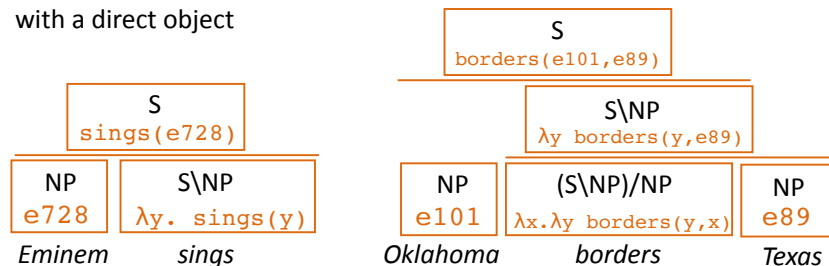 with a direct object
S
sings(e728)
NP
e728
S\NP
λy. sings(y)
Eminem
sings
S
borders(e101,e89)
S\NP
λy borders(y,e89)
NP
e101
(S\NP)/NP
λx.λy borders(y,x)
NP
e89
Oklahoma
borders
Texas